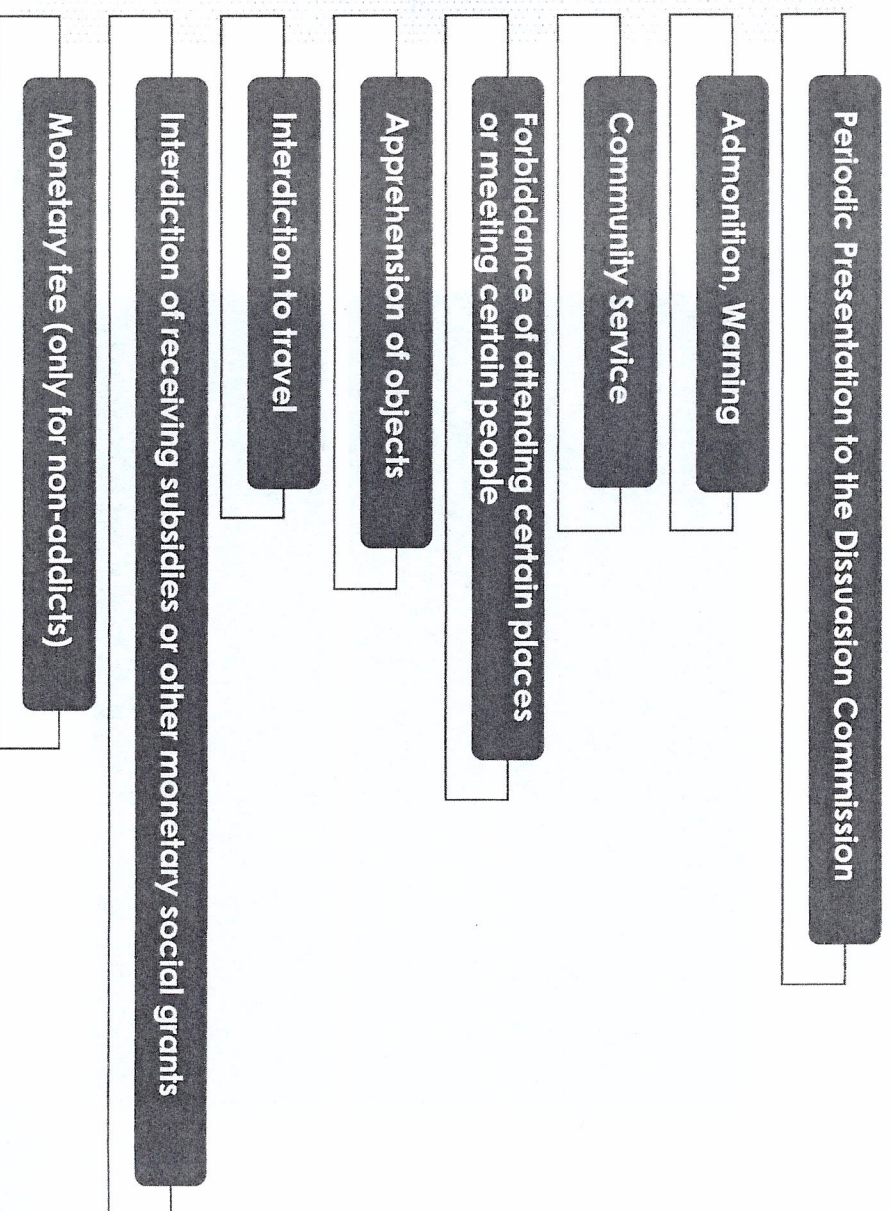 Periodic Presentation to the Dissuasion Commission
Admonition, Warning
Community Service
Forbiddance of attending certain places
or meeting certain people
Apprehension of objects
Interdiction to travel
Interdiction of receiving subsidies or other monetary social grants
Monetary fee (only for non-addicts)